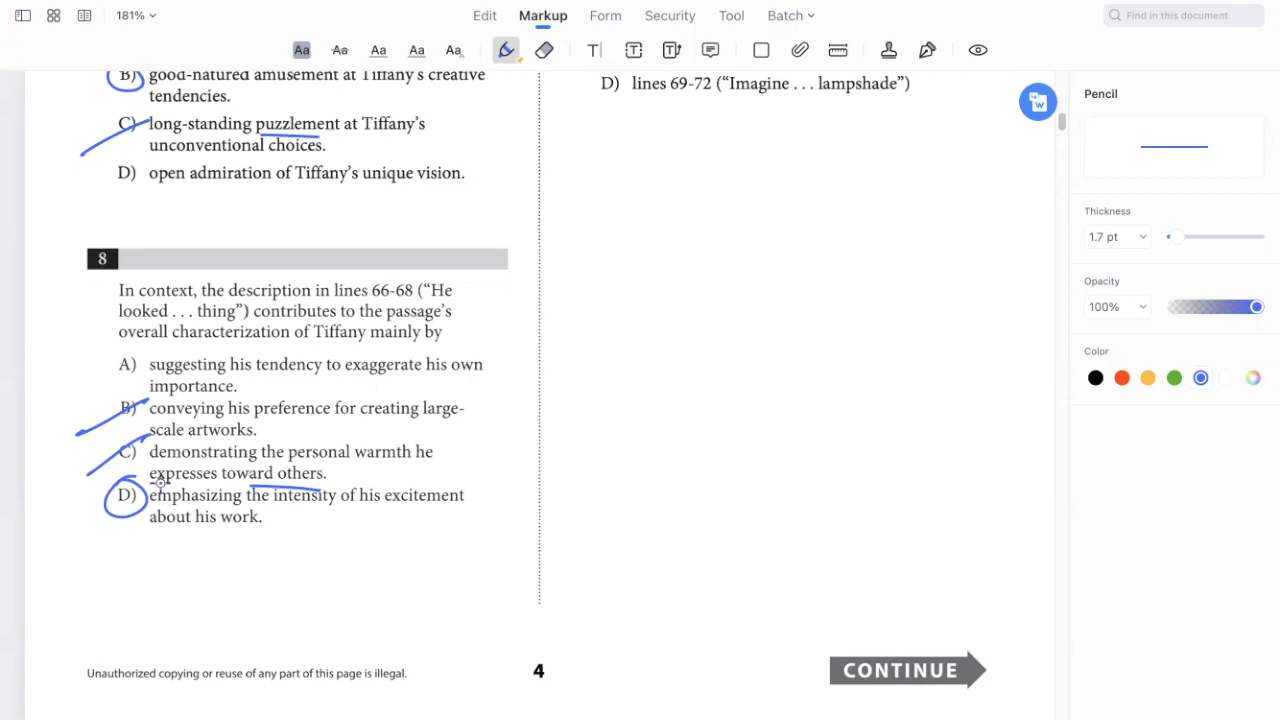 181%
Edit
Markup
Form
Security
Tool
Batch
Find in this document
Aa Aa Aa Aa Aa T T T
B) good-natured amusement at Tiffany's creative
tendencies.
C) long-standing puzzlement at Tiffany's
unconventional choices.
D) open admiration of Tiffany's unique vision.
8
In context, the description in lines 66-68 (“He
looked . . . thing”) contributes to the passage's
overall characterization of Tiffany mainly by
A) suggesting his tendency to exaggerate his own
importance.
B) conveying his preference for creating large-
scale artworks.
C) demonstrating the personal warmth he
expresses toward others.
D) emphasizing the intensity of his excitement
about his work.
D) lines 69-72 (“Imagine . . . lampshade”)
W
Unauthorized copying or reuse of any part of this page is illegal.
4
CONTINUE
Pencil
Thickness
1.7 pt
Opacity
100%
Color